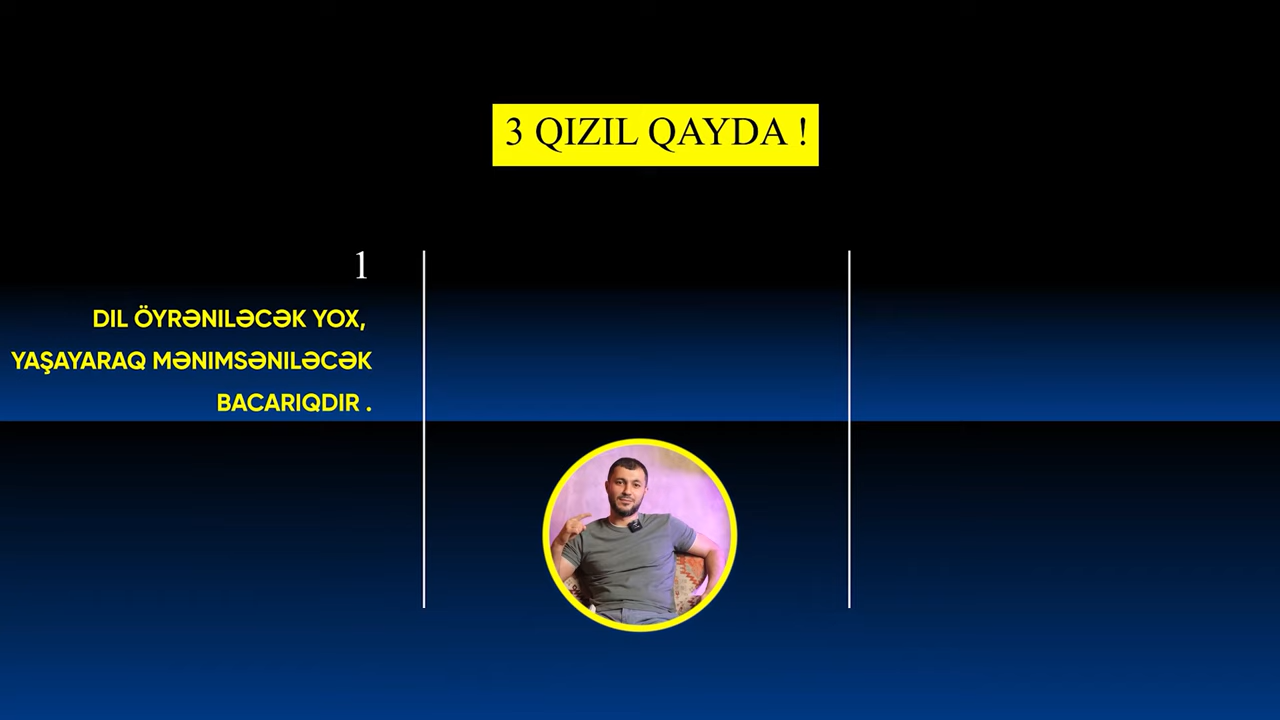 3 QIZIL QAYDA !
1
DIL ÖYRƏNILƏCƏK YOX,
YAŞAYARAQ MƏNIMSƏNILƏCƏK
BACARIQDIR .